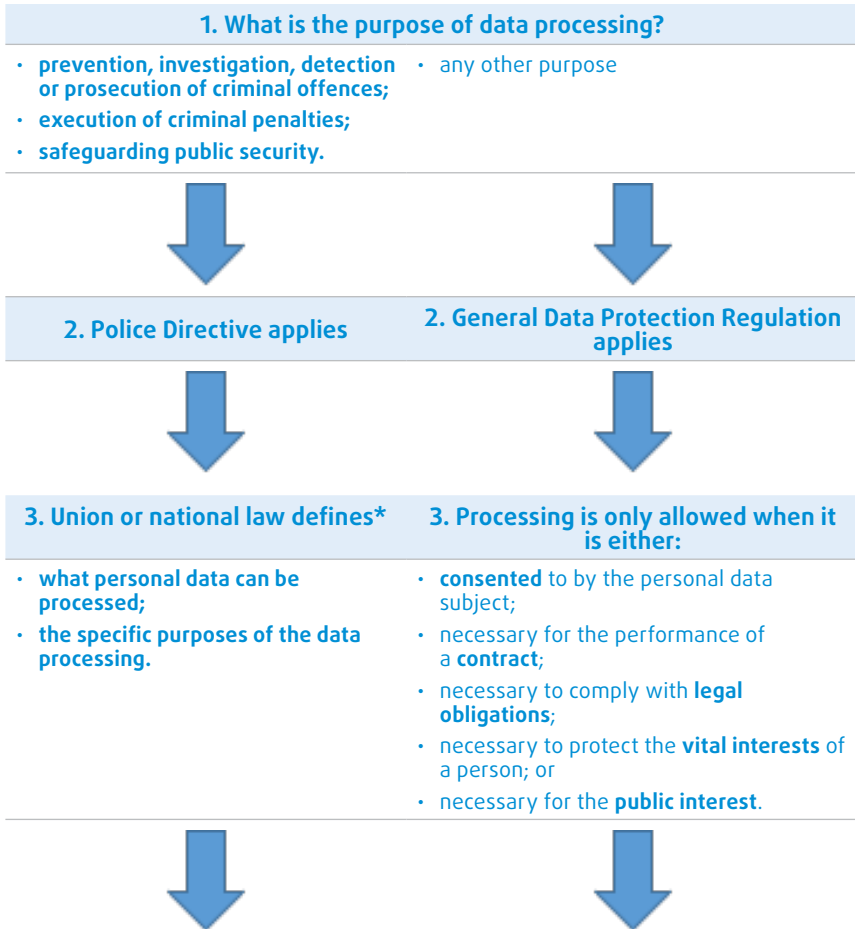 1. What is the purpose of data processing?
• prevention, investigation, detection
or prosecution of criminal offences;
• execution of criminal penalties;
• safeguarding public security.
• any other purpose
2. Police Directive applies
2. General Data Protection Regulation
applies
3. Union or national law defines*
• what personal data can be
processed;
• the specific purposes of the data
processing.
3. Processing is only allowed when it
is either:
• consented to by the personal data
subject;
• necessary for the performance of
a contract;
• necessary to comply with legal
obligations;
• necessary to protect the vital interests of
a person; or
• necessary for the public interest.